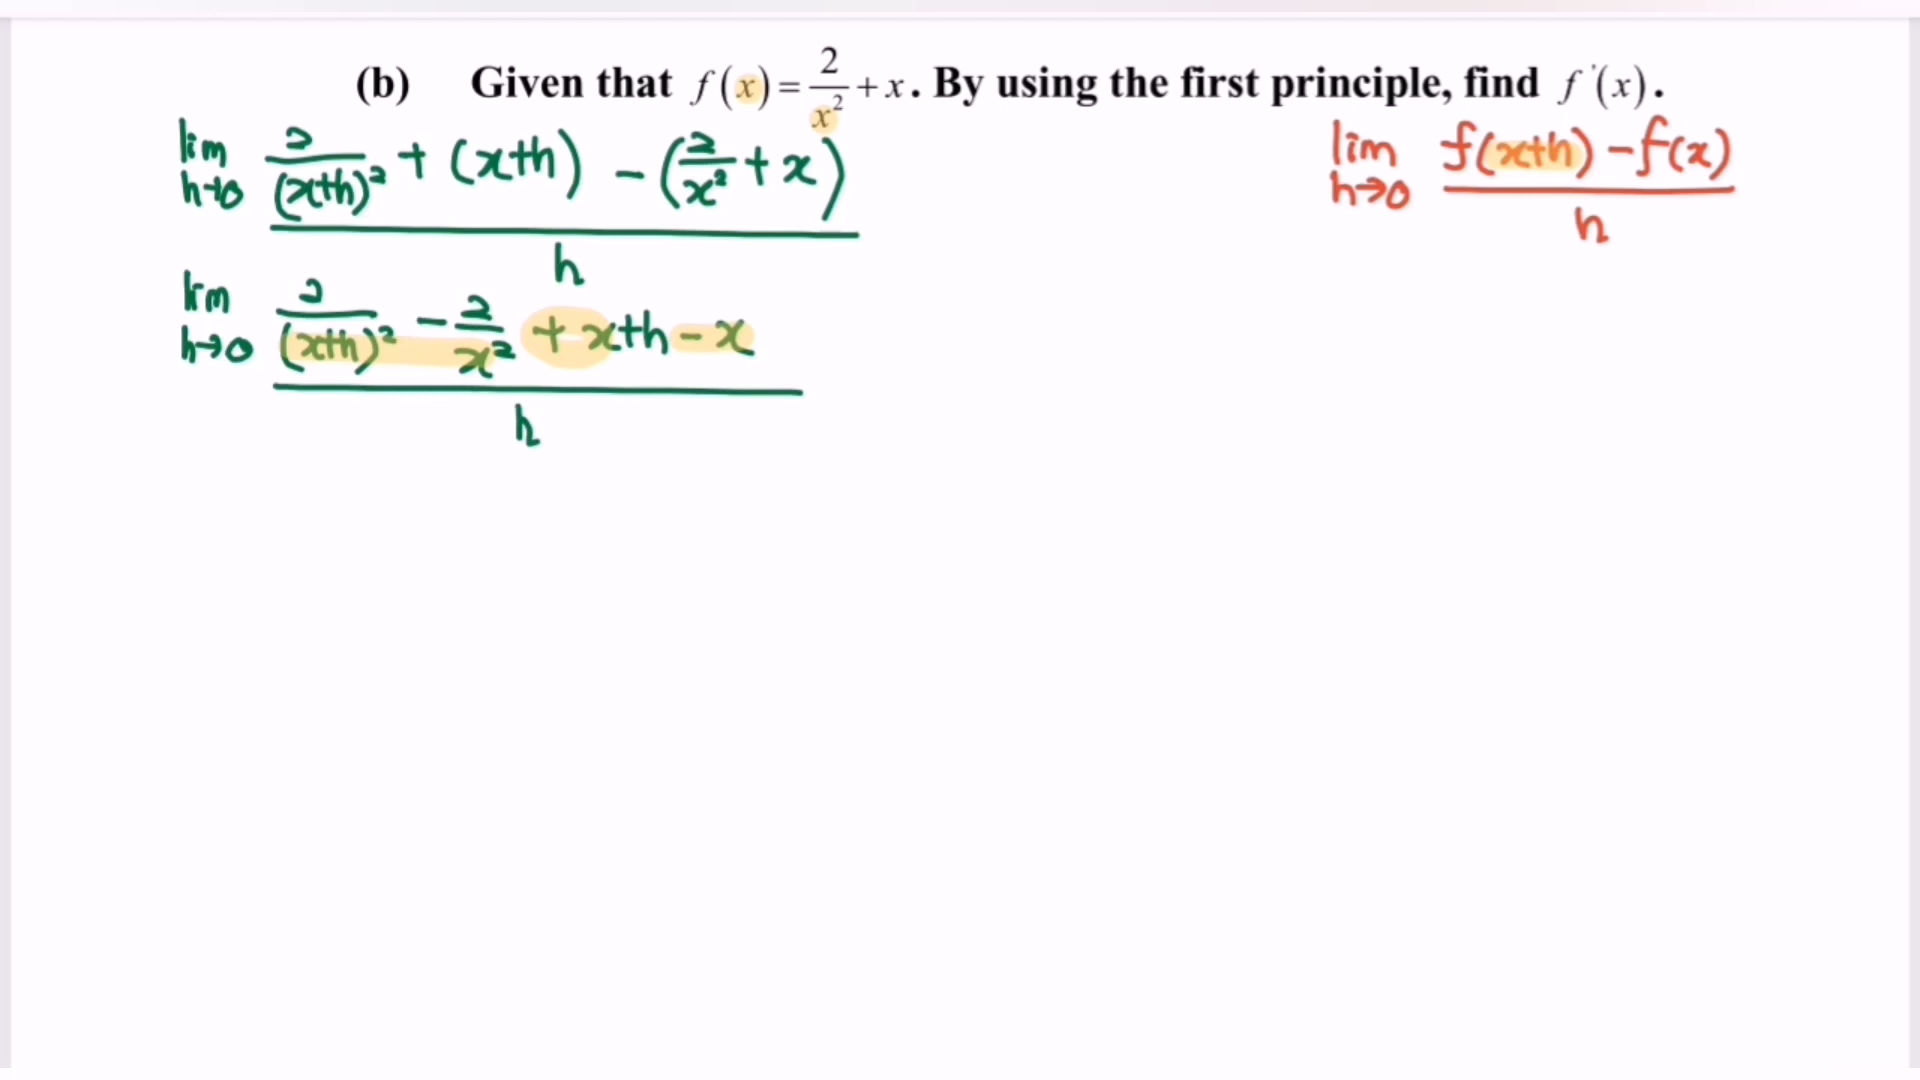 (b) Given that f(x) = 2/x² + x. By using the first principle, find f'(x).
lim h→0 (2/(x+h)² + (x+h) − (2/x² + x))/h
lim h→0 (f(x+h) − f(x))/h
lim h→0 (2/(x+h)² − 2/x² + x+h − x)/h